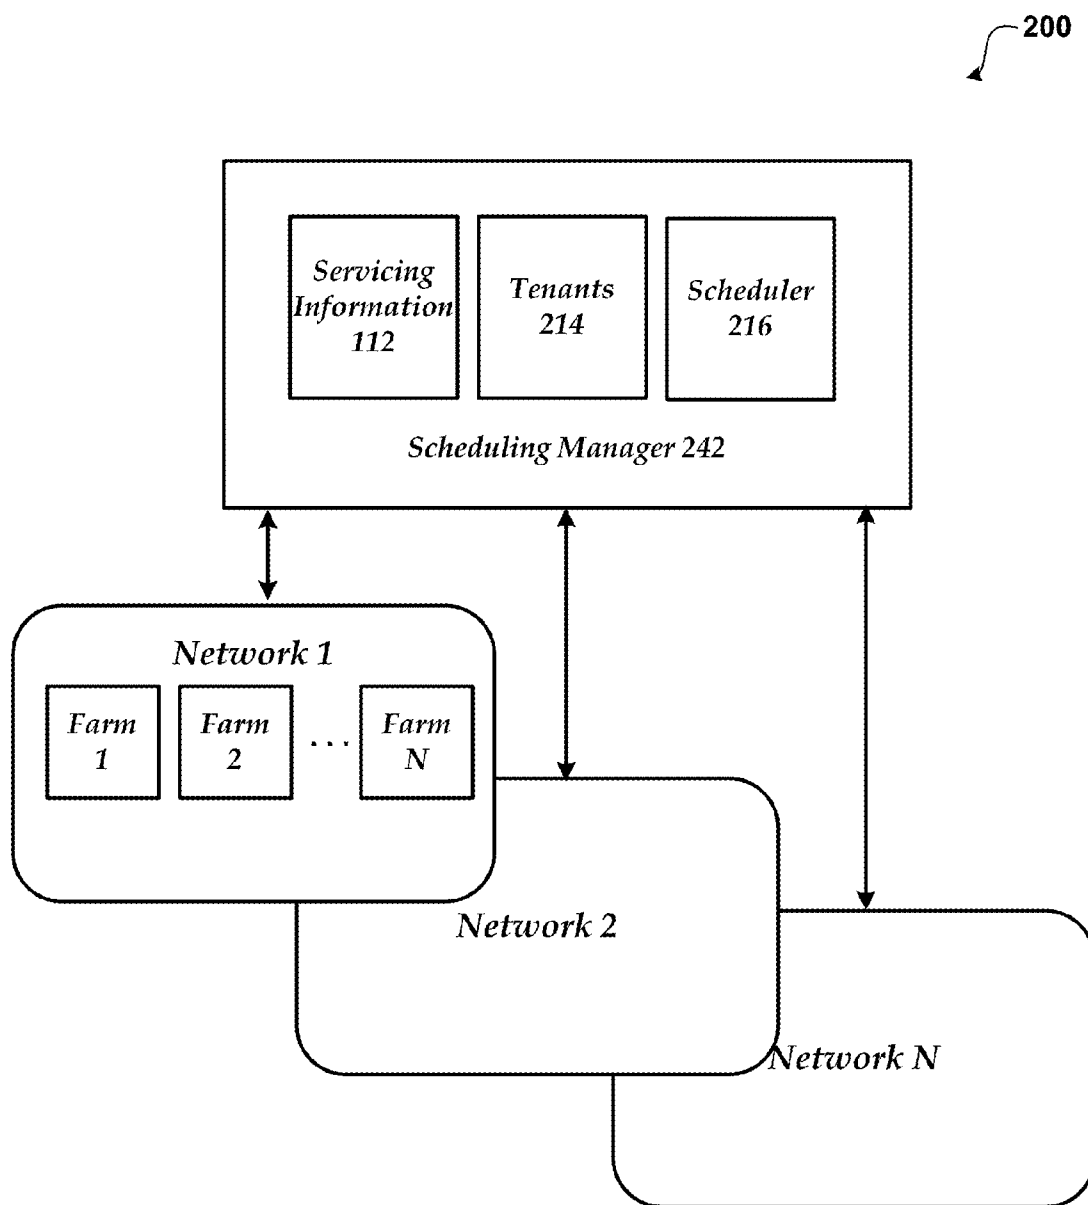 200
Servicing
Information
112
Tenants
214
Scheduler
216
Scheduling Manager 242
Network 1
Farm
1
Farm
2
...
Farm
N
Network 2
Network N